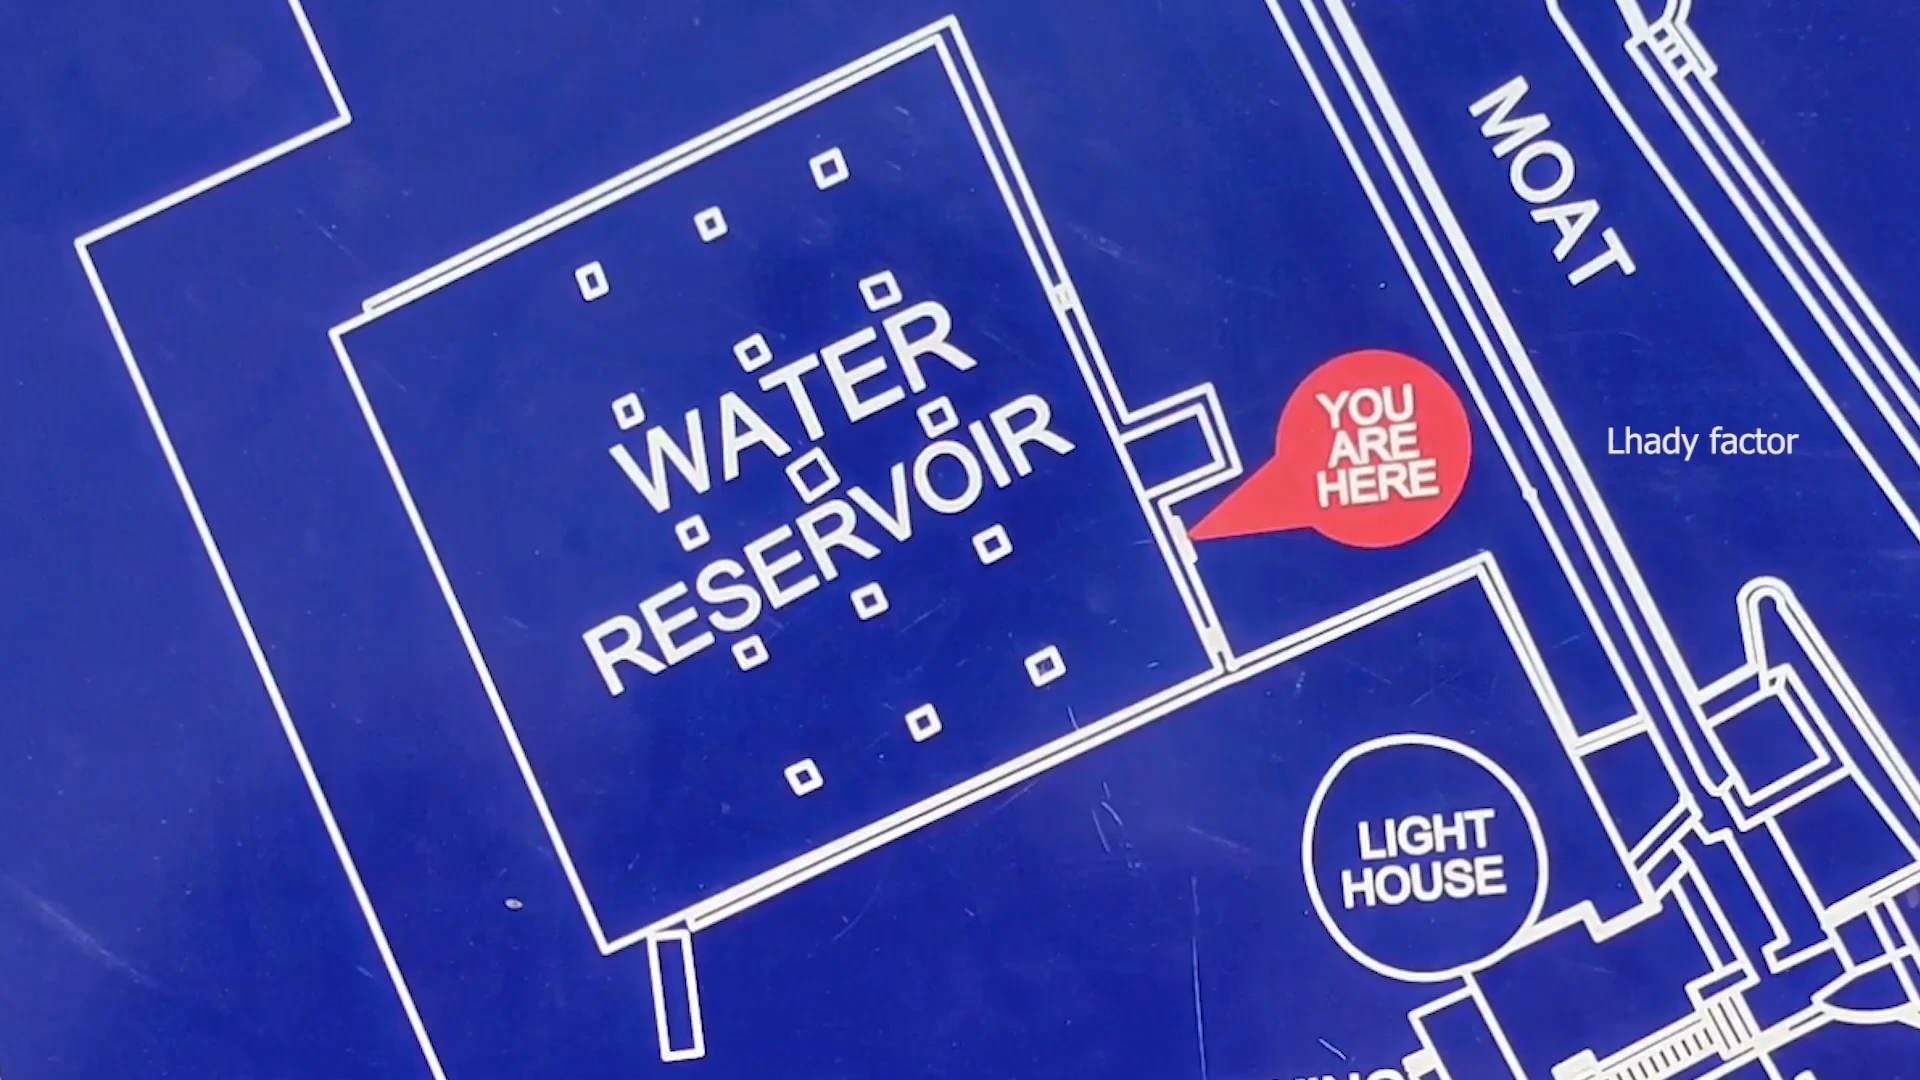 WATER
RESERVOIR
MOAT
YOU
ARE
HERE
Lhady factor
LIGHT
HOUSE